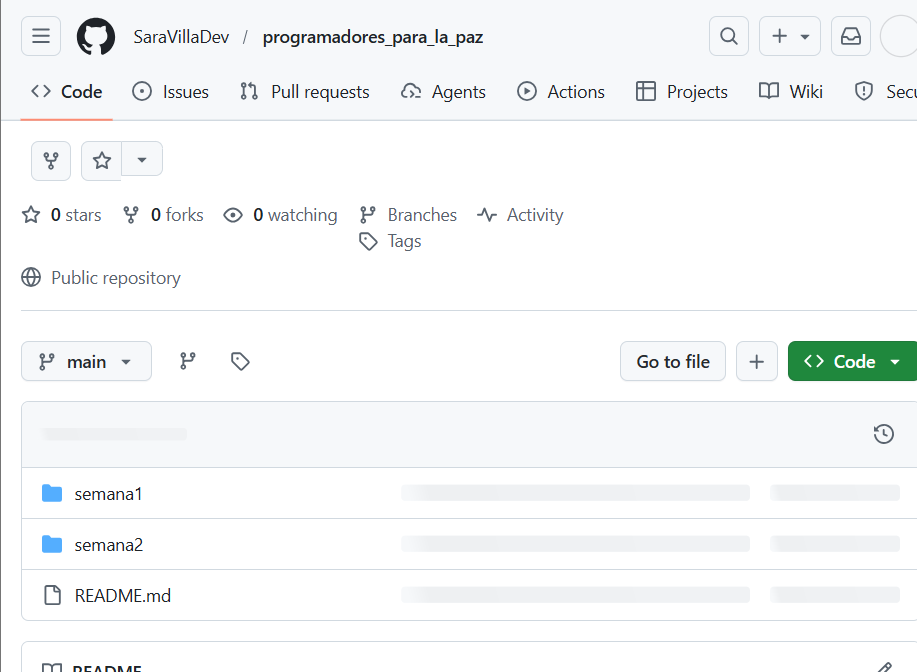 SaraVillaDev / programadores_para_la_paz
Code Issues Pull requests Agents Actions Projects Wiki Secu
0 stars 0 forks 0 watching Branches Activity
Tags
Public repository
main Go to file Code
semana1
semana2
README.md
README